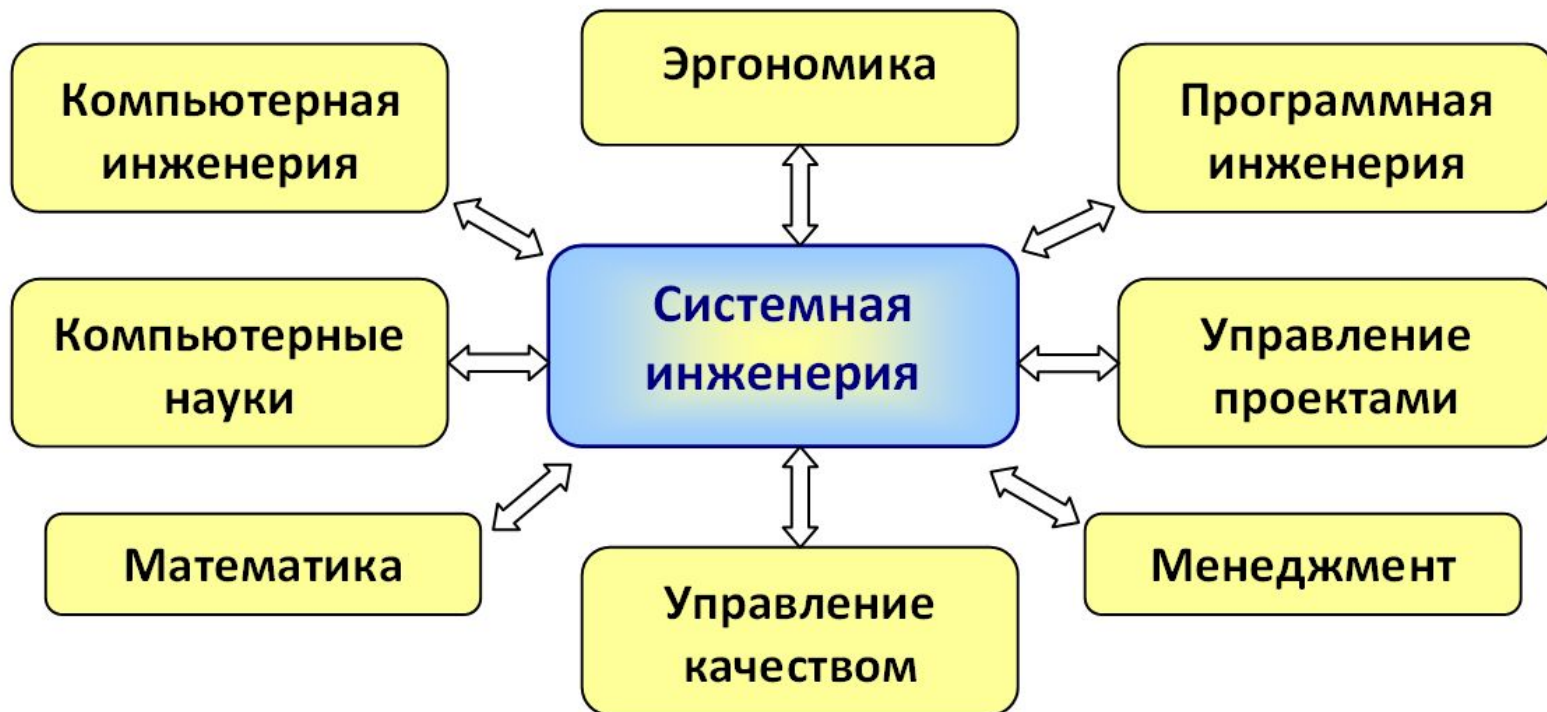 Эргономика
Компьютерная
инженерия
Программная
инженерия
Системная
инженерия
Компьютерные
науки
Управление
проектами
Математика
Менеджмент
Управление
качеством